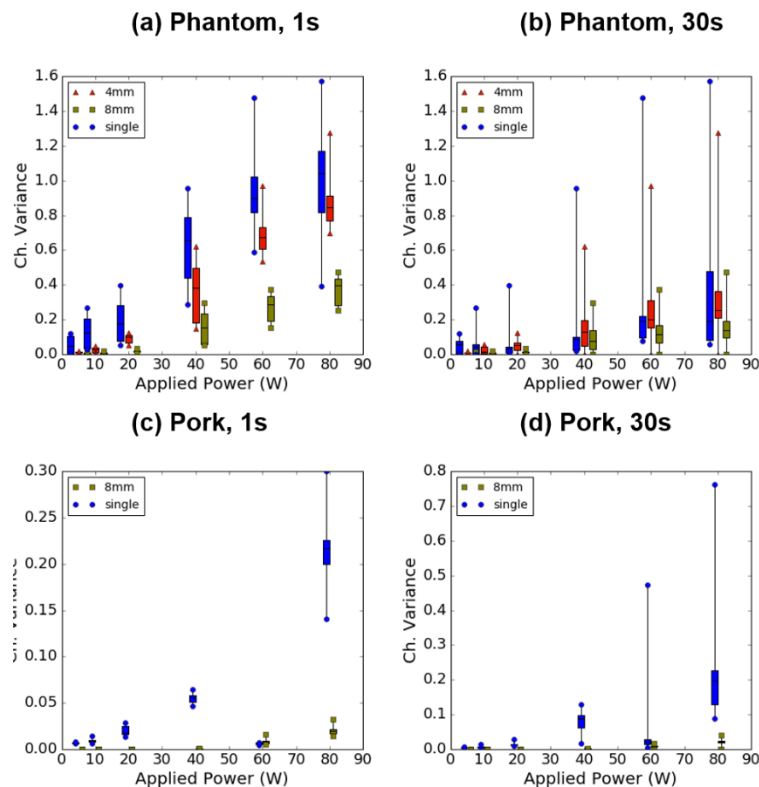 (a) Phantom, 1s
(b) Phantom, 30s
1.6
1.4
1.2
1.0
0.8
0.6
0.4
0.2
0.0
Ch. Variance
4mm
8mm
single
0 10 20 30 40 50 60 70 80 90
Applied Power (W)
1.6
1.4
1.2
1.0
0.8
0.6
0.4
0.2
0.0
Ch. Variance
4mm
8mm
single
0 10 20 30 40 50 60 70 80 90
Applied Power (W)
(c) Pork, 1s
(d) Pork, 30s
0.30
0.25
0.20
0.15
0.10
0.05
0.00
Ch. Variance
8mm
single
0 10 20 30 40 50 60 70 80 90
Applied Power (W)
0.8
0.7
0.6
0.5
0.4
0.3
0.2
0.1
0.0
Ch. Variance
8mm
single
0 10 20 30 40 50 60 70 80 90
Applied Power (W)